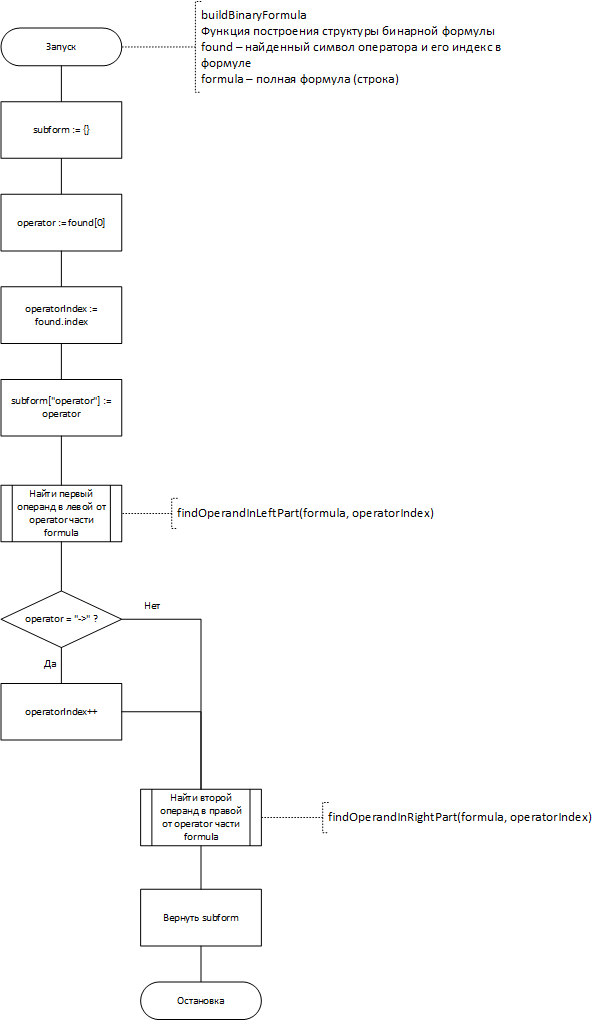 buildBinaryFormula
Функция построения структуры бинарной формулы
found – найденный символ оператора и его индекс в
формуле
formula – полная формула (строка)
Запуск
subform := {}
operator := found[0]
operatorIndex :=
found.index
subform["operator"] :=
operator
Найти первый
операнд в левой от
operator части
formula
findOperandInLeftPart(formula, operatorIndex)
operator = "->" ?
Нет
Да
operatorIndex++
Найти второй
операнд в правой
от operator части
formula
findOperandInRightPart(formula, operatorIndex)
Вернуть subform
Остановка